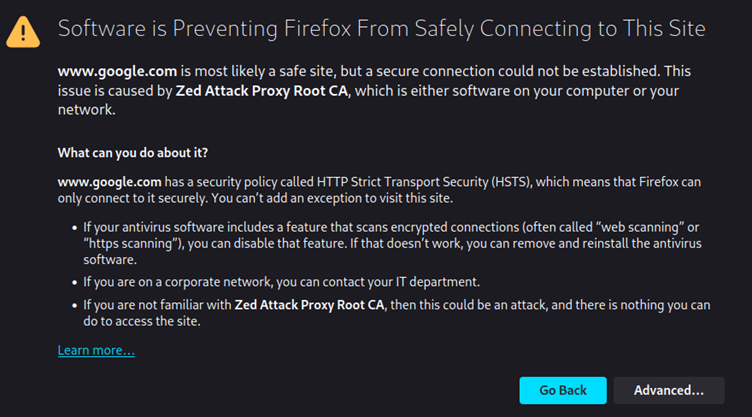 Software is Preventing Firefox From Safely Connecting to This Site
www.google.com is most likely a safe site, but a secure connection could not be established. This
issue is caused by Zed Attack Proxy Root CA, which is either software on your computer or your
network.
What can you do about it?
www.google.com has a security policy called HTTP Strict Transport Security (HSTS), which means that Firefox can
only connect to it securely. You can’t add an exception to visit this site.
• If your antivirus software includes a feature that scans encrypted connections (often called “web scanning” or
“https scanning”), you can disable that feature. If that doesn’t work, you can remove and reinstall the antivirus
software.
• If you are on a corporate network, you can contact your IT department.
• If you are not familiar with Zed Attack Proxy Root CA, then this could be an attack, and there is nothing you can
do to access the site.
Learn more…
Go Back
Advanced…